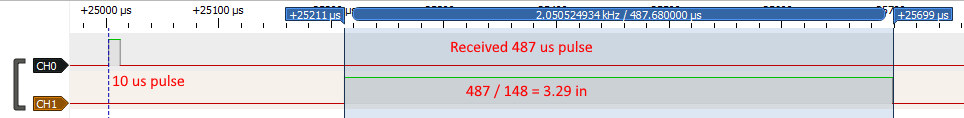 +25000 µs
+25100 µs
+25211 µs
2.050524934 kHz / 487.680000 µs
+25699 µs
Received 487 us pulse
CH0
10 us pulse
487 / 148 = 3.29 in
CH1